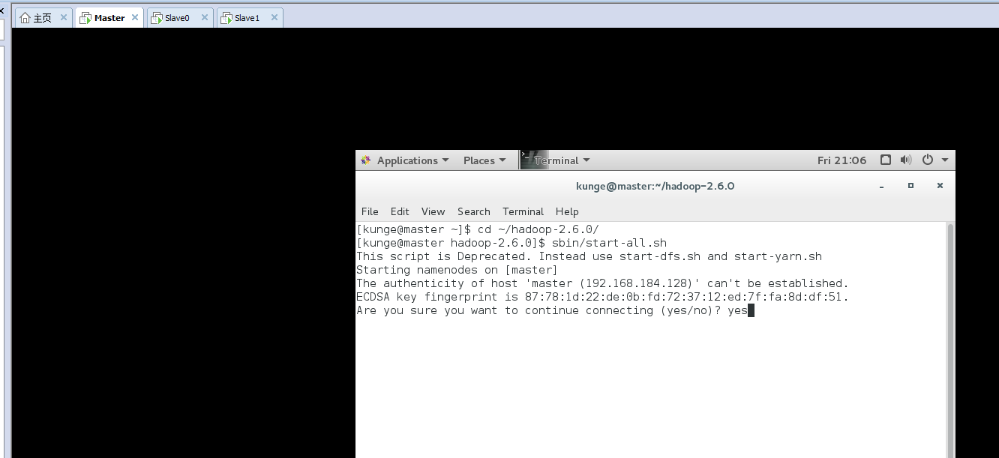 主页 Master Slave0 Slave1
Applications Places Terminal Fri 21:06
kunge@master:~/hadoop-2.6.0
File Edit View Search Terminal Help
[kunge@master ~]$ cd ~/hadoop-2.6.0/
[kunge@master hadoop-2.6.0]$ sbin/start-all.sh
This script is Deprecated. Instead use start-dfs.sh and start-yarn.sh
Starting namenodes on [master]
The authenticity of host 'master (192.168.184.128)' can't be established.
ECDSA key fingerprint is 87:78:1d:22:de:0b:fd:72:37:12:ed:7f:fa:8d:df:51.
Are you sure you want to continue connecting (yes/no)? yes